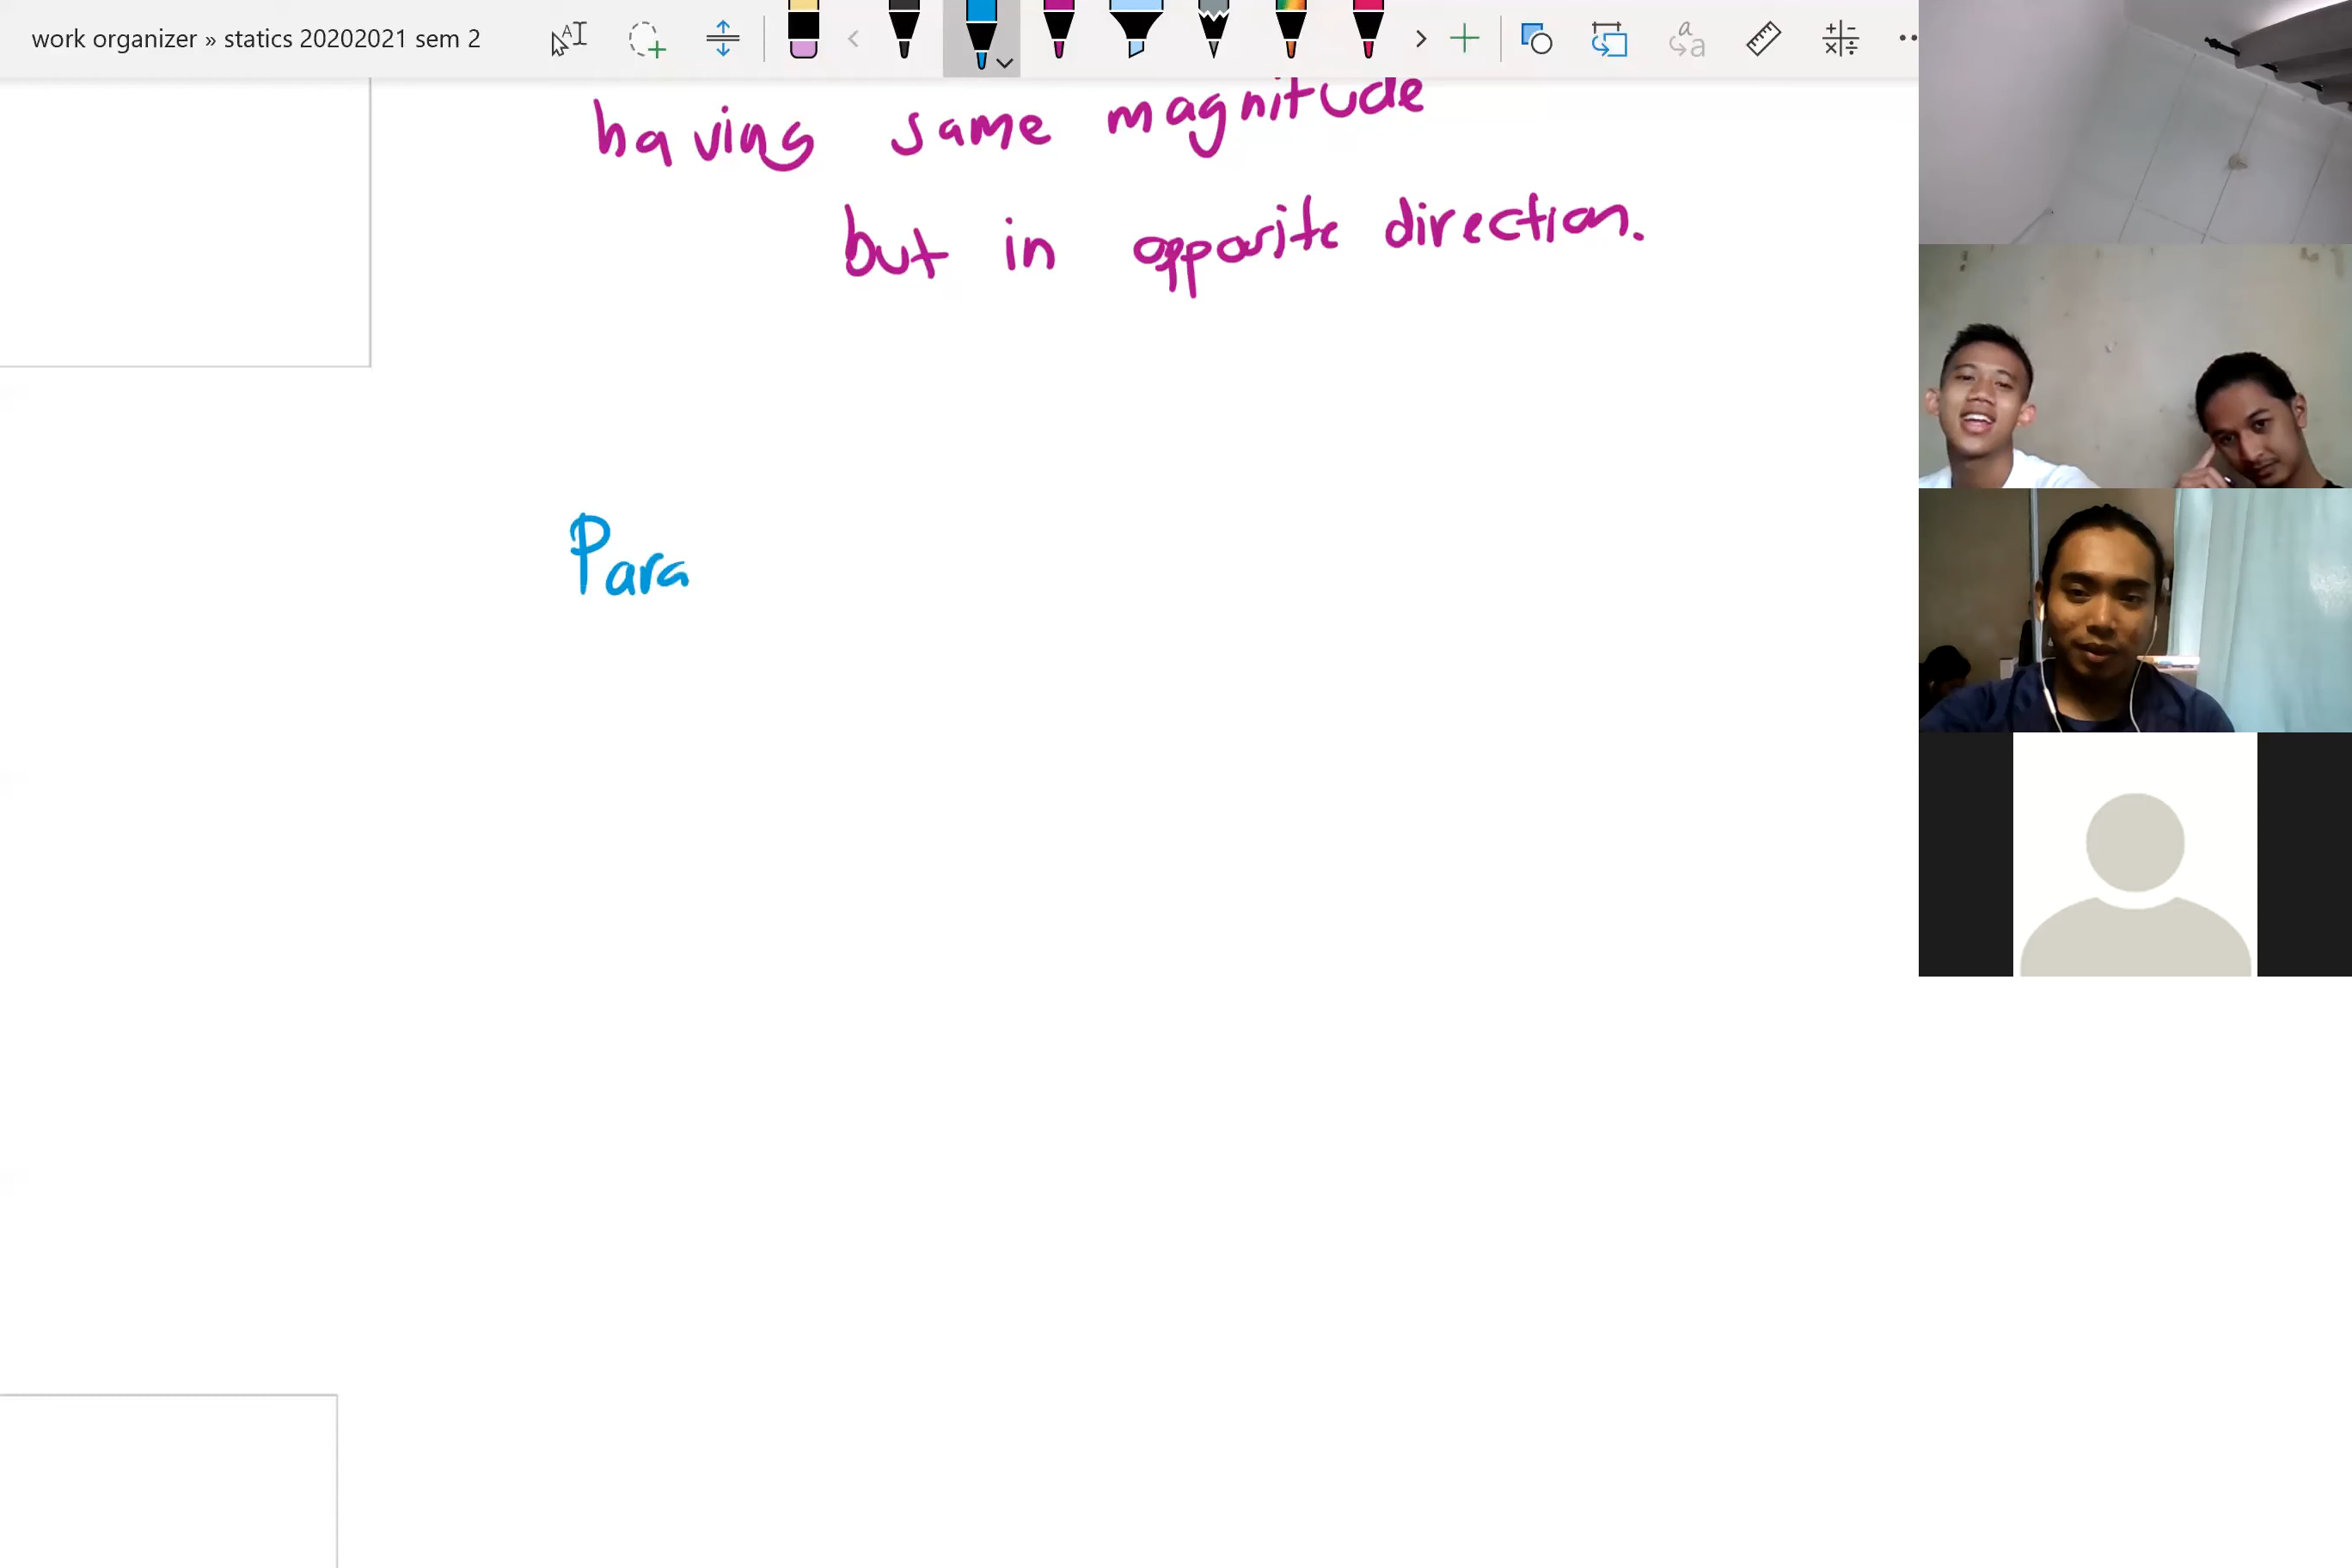 work organizer » statics 20202021 sem 2
having same magnitude
but in opposite direction.
Para